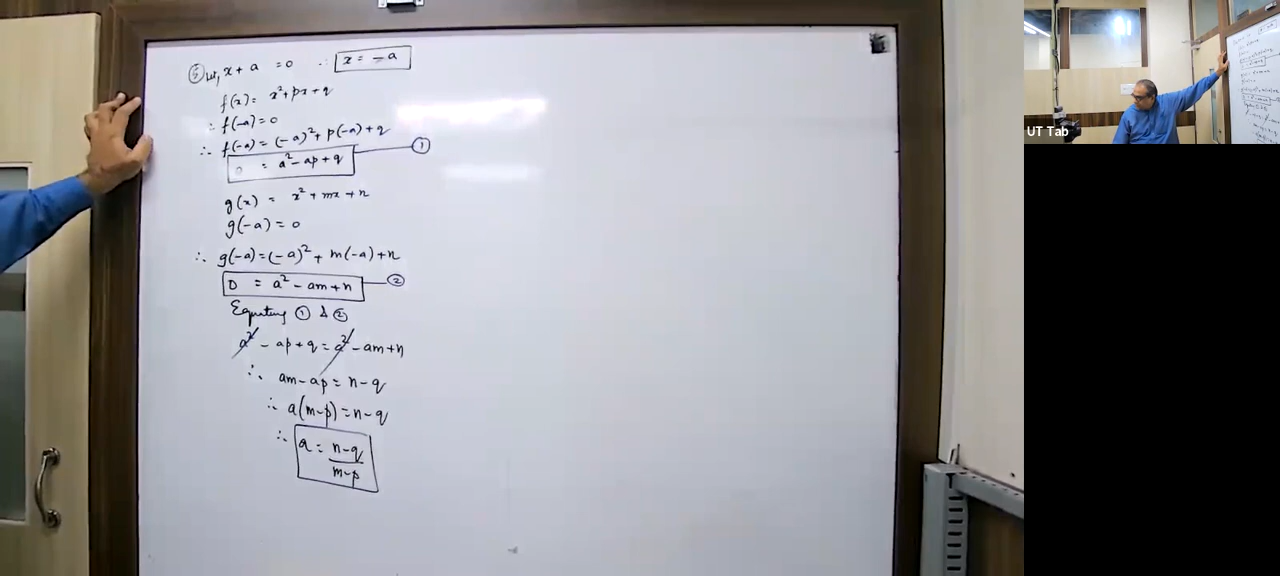 ⑤ Let, x + a = 0 ∴ x = -a
f(x) = x² + px + q
∴ f(-a) = 0
∴ f(-a) = (-a)² + p(-a) + q
0 = a² - ap + q ①
g(x) = x² + mx + n
g(-a) = 0
∴ g(-a) = (-a)² + m(-a) + n
0 = a² - am + n ②
Equating ① & ②
a² - ap + q = a² - am + n
∴ am - ap = n - q
∴ a(m-p) = n - q
∴ a = n-q / m-p
UT Tab